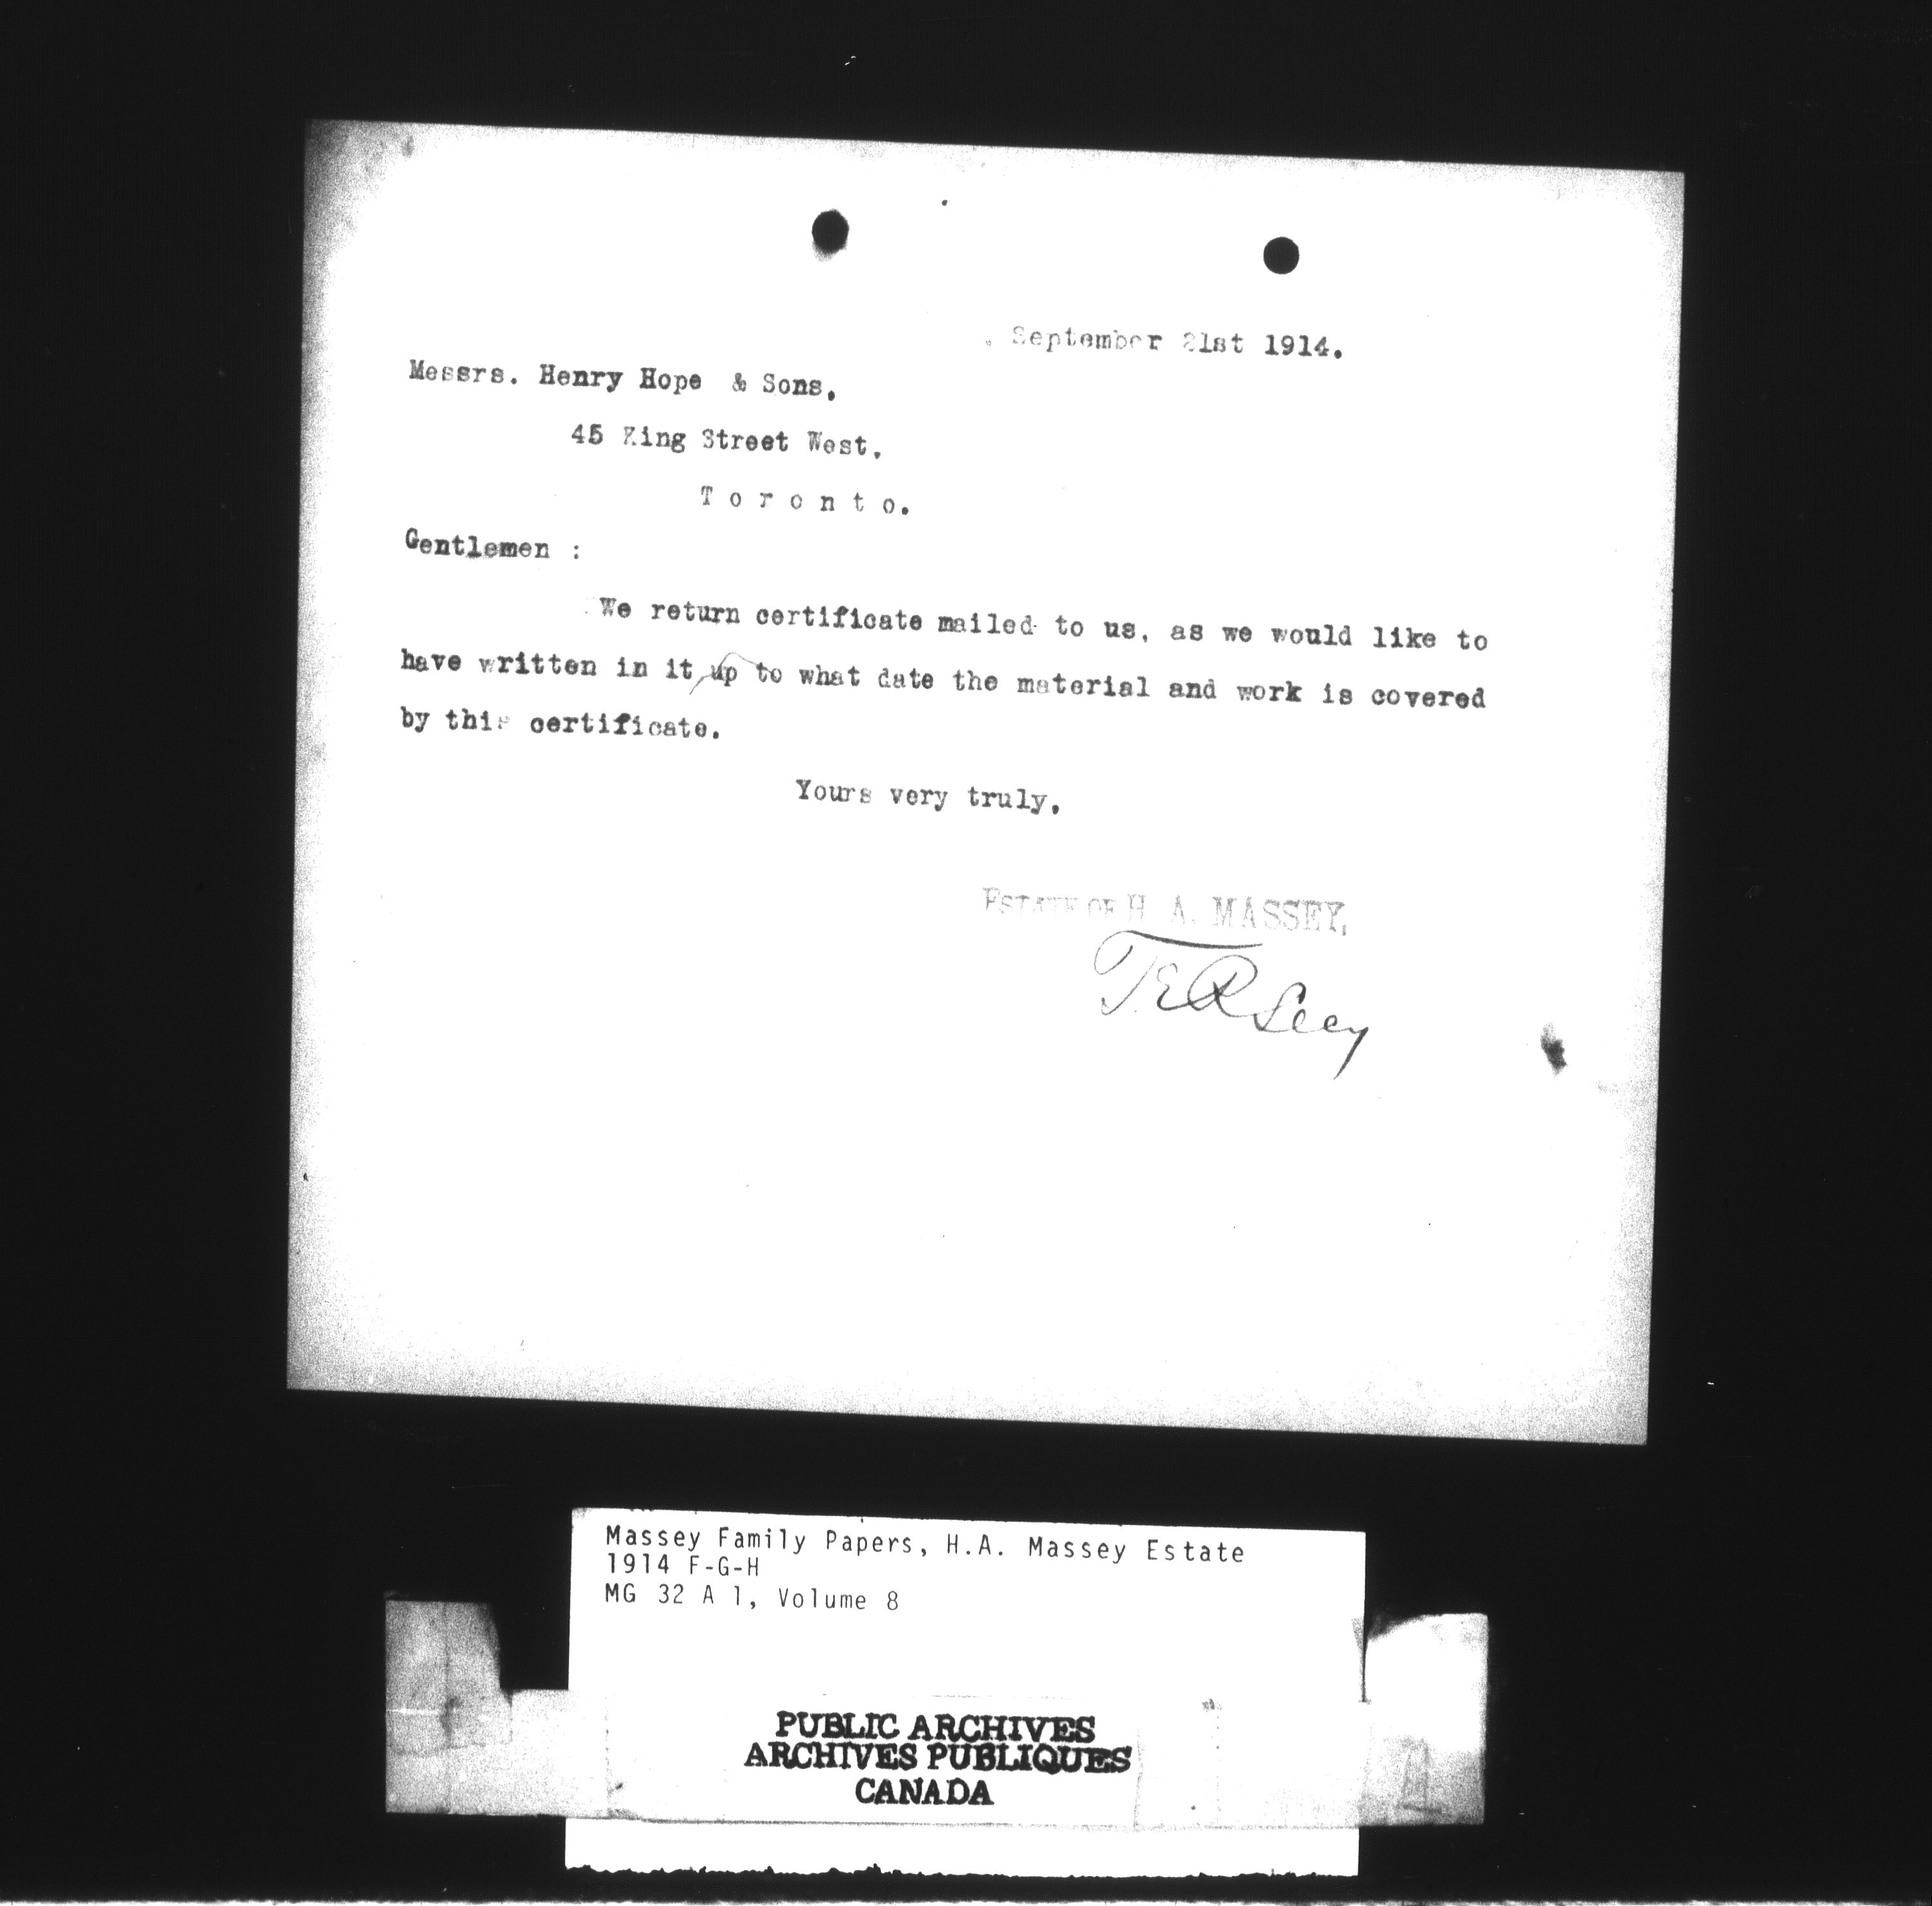 September 21st 1914.
Messrs. Henry Hope & Sons.
45 King Street West.
T o r o n t o.
Gentlemen :
We return certificate mailed to us, as we would like to
have written in it up to what date the material and work is covered
by this certificate.
Yours very truly.
ESTATE OF H. A. MASSEY.
T.E.R.
Massey Family Papers, H.A. Massey Estate
1914 F-G-H
MG 32 A 1, Volume 8
PUBLIC ARCHIVES
ARCHIVES PUBLIQUES
CANADA